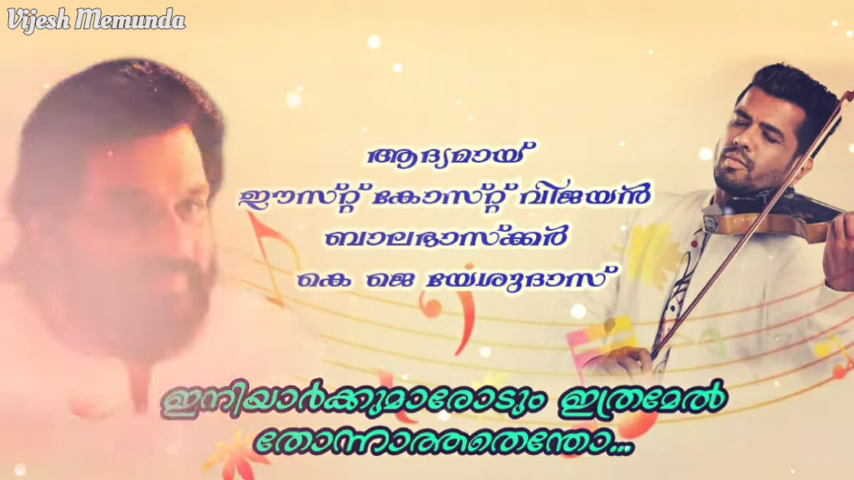 Vijesh Memunda
ആദ്യമായ്
ഈസ്റ്റ് കോസ്റ്റ് വിജയൻ
ബാലഭാസ്ക്കർ
കെ ജെ യേശുദാസ്
ഇനിയാർക്കുമാരോടും ഇത്രമേൽ
തോന്നാത്തതെന്തോ...